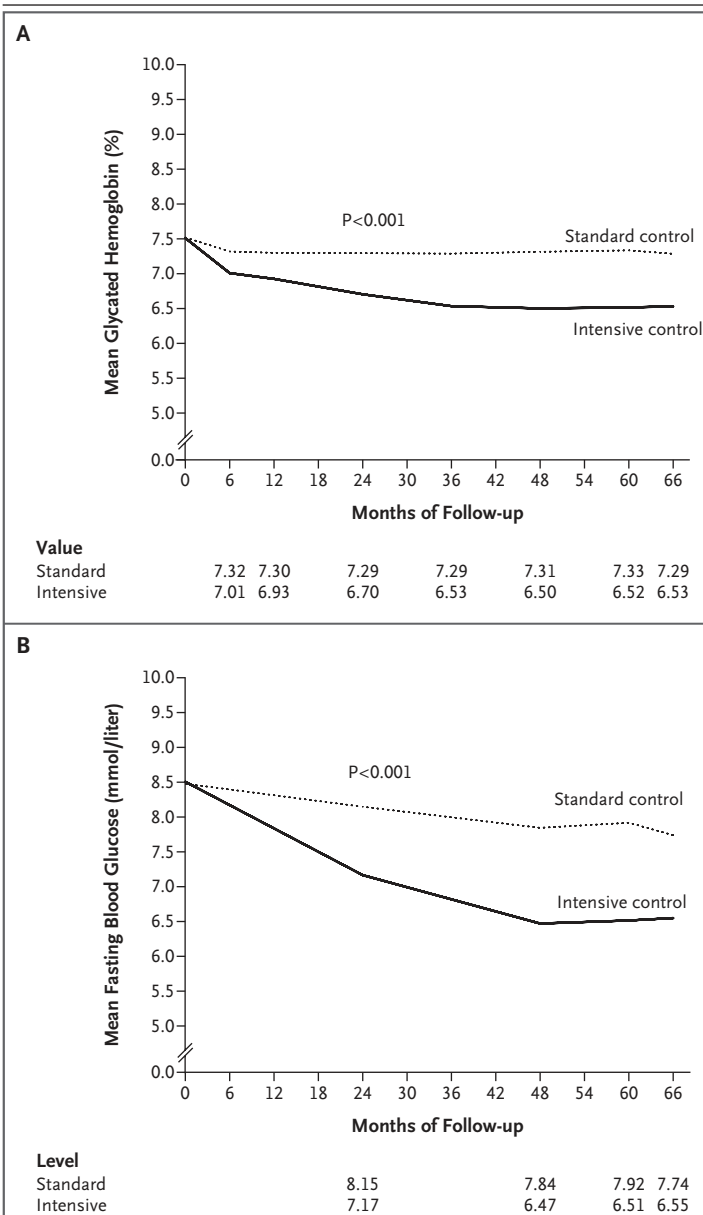 A
10.0
9.5
9.0
8.5
8.0
7.5
7.0
6.5
6.0
5.5
5.0
0.0
Mean Glycated Hemoglobin (%)
P<0.001
Standard control
Intensive control
0 6 12 18 24 30 36 42 48 54 60 66
Months of Follow-up
Value
Standard 7.32 7.30 7.29 7.29 7.31 7.33 7.29
Intensive 7.01 6.93 6.70 6.53 6.50 6.52 6.53
B
10.0
9.5
9.0
8.5
8.0
7.5
7.0
6.5
6.0
5.5
5.0
0.0
Mean Fasting Blood Glucose (mmol/liter)
P<0.001
Standard control
Intensive control
0 6 12 18 24 30 36 42 48 54 60 66
Months of Follow-up
Level
Standard 8.15 7.84 7.92 7.74
Intensive 7.17 6.47 6.51 6.55